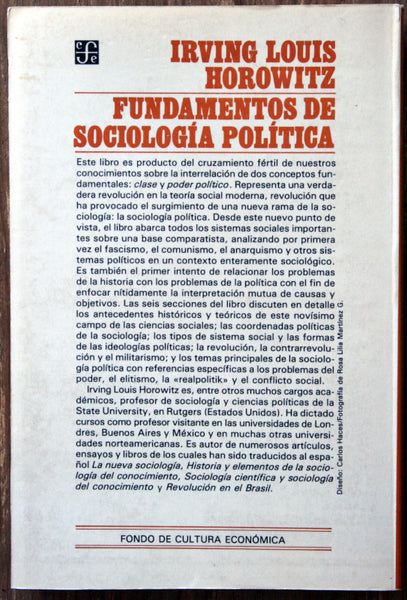 c f e
IRVING LOUIS
HOROWITZ
FUNDAMENTOS DE
SOCIOLOGÍA POLÍTICA
Este libro es producto del cruzamiento fértil de nuestros
conocimientos sobre la interrelación de dos conceptos fun-
damentales: clase y poder político. Representa una verda-
dera revolución en la teoría social moderna, revolución que
ha provocado el surgimiento de una nueva rama de la so-
ciología: la sociología política. Desde este nuevo punto de
vista, el libro abarca todos los sistemas sociales importan-
tes sobre una base comparatista, analizando por primera
vez el fascismo, el comunismo, el anarquismo y otros sis-
temas políticos en un contexto enteramente sociológico.
Es también el primer intento de relacionar los problemas
de la historia con los problemas de la política con el fin de
enfocar nítidamente la interpretación mutua de causas y
objetivos. Las seis secciones del libro discuten en detalle
los antecedentes históricos y teóricos de este novísimo
campo de las ciencias sociales; las coordenadas políticas
de la sociología; los tipos de sistema social y las formas
de las ideologías políticas; la revolución, la contrarrevolu-
ción y el militarismo; y los temas principales de la sociolo-
gía política con referencias específicas a los problemas del
poder, el elitismo, la «realpolitik» y el conflicto social.
Irving Louis Horowitz es, entre otros muchos cargos aca-
démicos, profesor de sociología y ciencias políticas de la
State University, en Rutgers (Estados Unidos). Ha dictado
cursos como profesor visitante en las universidades de Lon-
dres, Buenos Aires y México y en muchas otras universi-
dades norteamericanas. Es autor de numerosos artículos,
ensayos y libros de los cuales han sido traducidos al espa-
ñol La nueva sociología, Historia y elementos de la socio-
logía del conocimiento, Sociología científica y sociología
del conocimiento y Revolución en el Brasil.
Diseño: Carlos Haces/Fotografía de Rosa Lilia Martínez G.
FONDO DE CULTURA ECONÓMICA